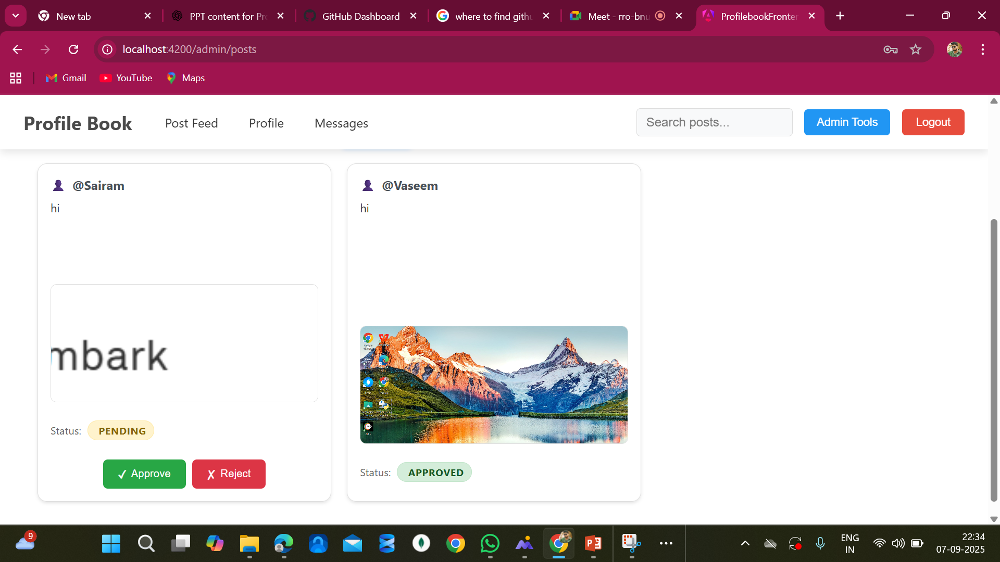 New tab
PPT content for Pr
GitHub Dashboard
where to find githu
Meet - rro-bnu
ProfilebookFronten
localhost:4200/admin/posts
Gmail
YouTube
Maps
Profile Book
Post Feed
Profile
Messages
Search posts...
Admin Tools
Logout
@Sairam
hi
mbark
Status: PENDING
✓ Approve
✗ Reject
@Vaseem
hi
Status: APPROVED
9
ENG
IN
22:34
07-09-2025